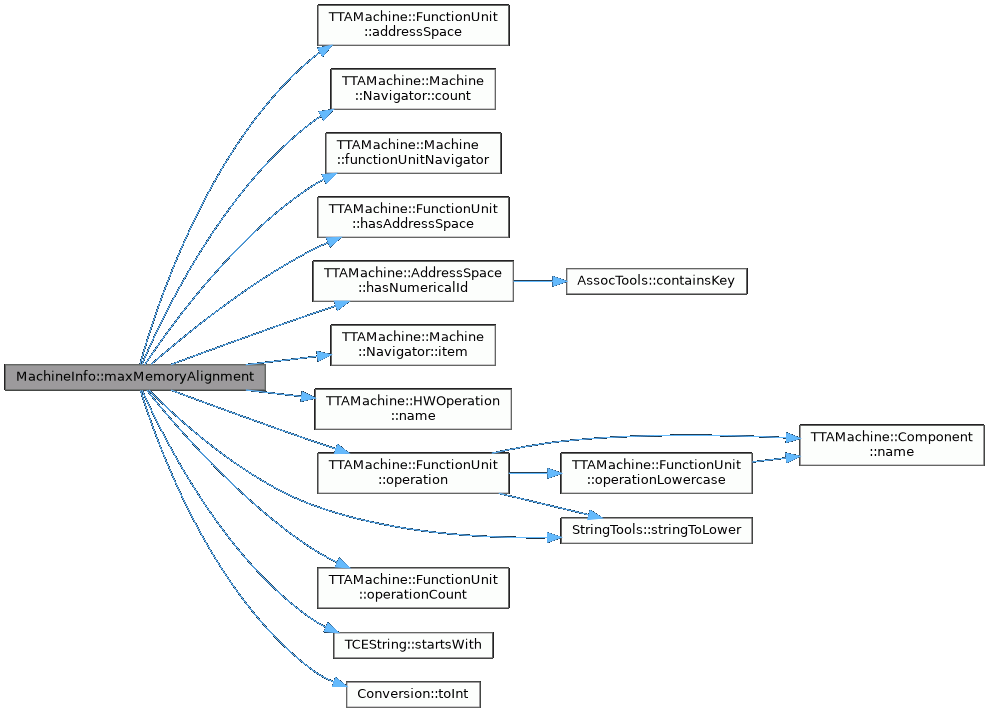 TTAMachine::FunctionUnit
::addressSpace
TTAMachine::Machine
::Navigator::count
TTAMachine::Machine
::functionUnitNavigator
TTAMachine::FunctionUnit
::hasAddressSpace
TTAMachine::AddressSpace
::hasNumericalId
AssocTools::containsKey
TTAMachine::Machine
::Navigator::item
MachineInfo::maxMemoryAlignment
TTAMachine::HWOperation
::name
TTAMachine::FunctionUnit
::operation
TTAMachine::FunctionUnit
::operationLowercase
TTAMachine::Component
::name
StringTools::stringToLower
TTAMachine::FunctionUnit
::operationCount
TCEString::startsWith
Conversion::toInt